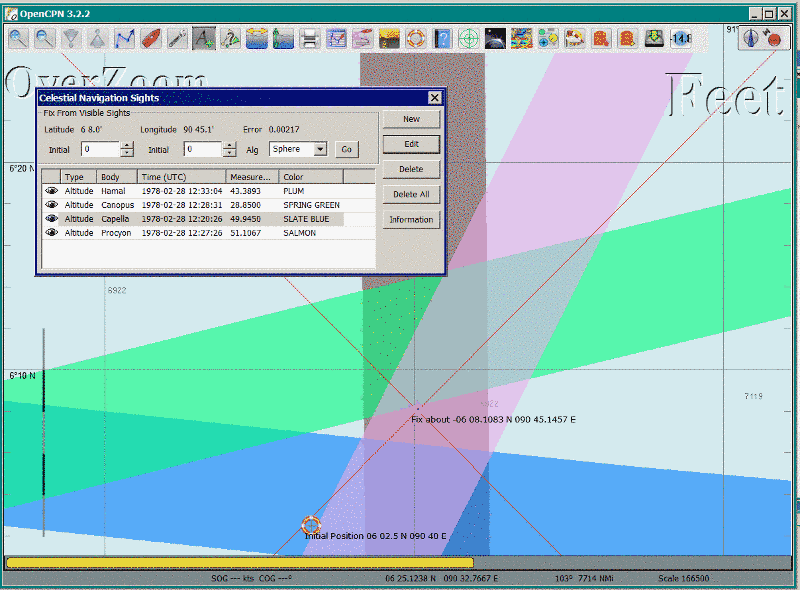 OpenCPN 3.2.2
-14.8
OverZoom
Feet
Celestial Navigation Sights
Fix From Visible Sights
Latitude 6 8.0' Longitude 90 45.1' Error 0.00217
Initial 0 Initial 0 Alg Sphere Go
New
Edit
Delete
Delete All
Information
Type Body Time (UTC) Measure... Color
Altitude Hamal 1978-02-28 12:33:04 43.3893 PLUM
Altitude Canopus 1978-02-28 12:28:31 28.8500 SPRING GREEN
Altitude Capella 1978-02-28 12:20:26 49.9450 SLATE BLUE
Altitude Procyon 1978-02-28 12:27:26 51.1067 SALMON
6°20 N
6922
6°10 N
7119
Fix about -06 08.1083 N 090 45.1457 E
Initial Position 06 02.5 N 090 40 E
SOG --- kts COG ---°
06 25.1238 N 090 32.7667 E
103° 7714 NMi
Scale 166500